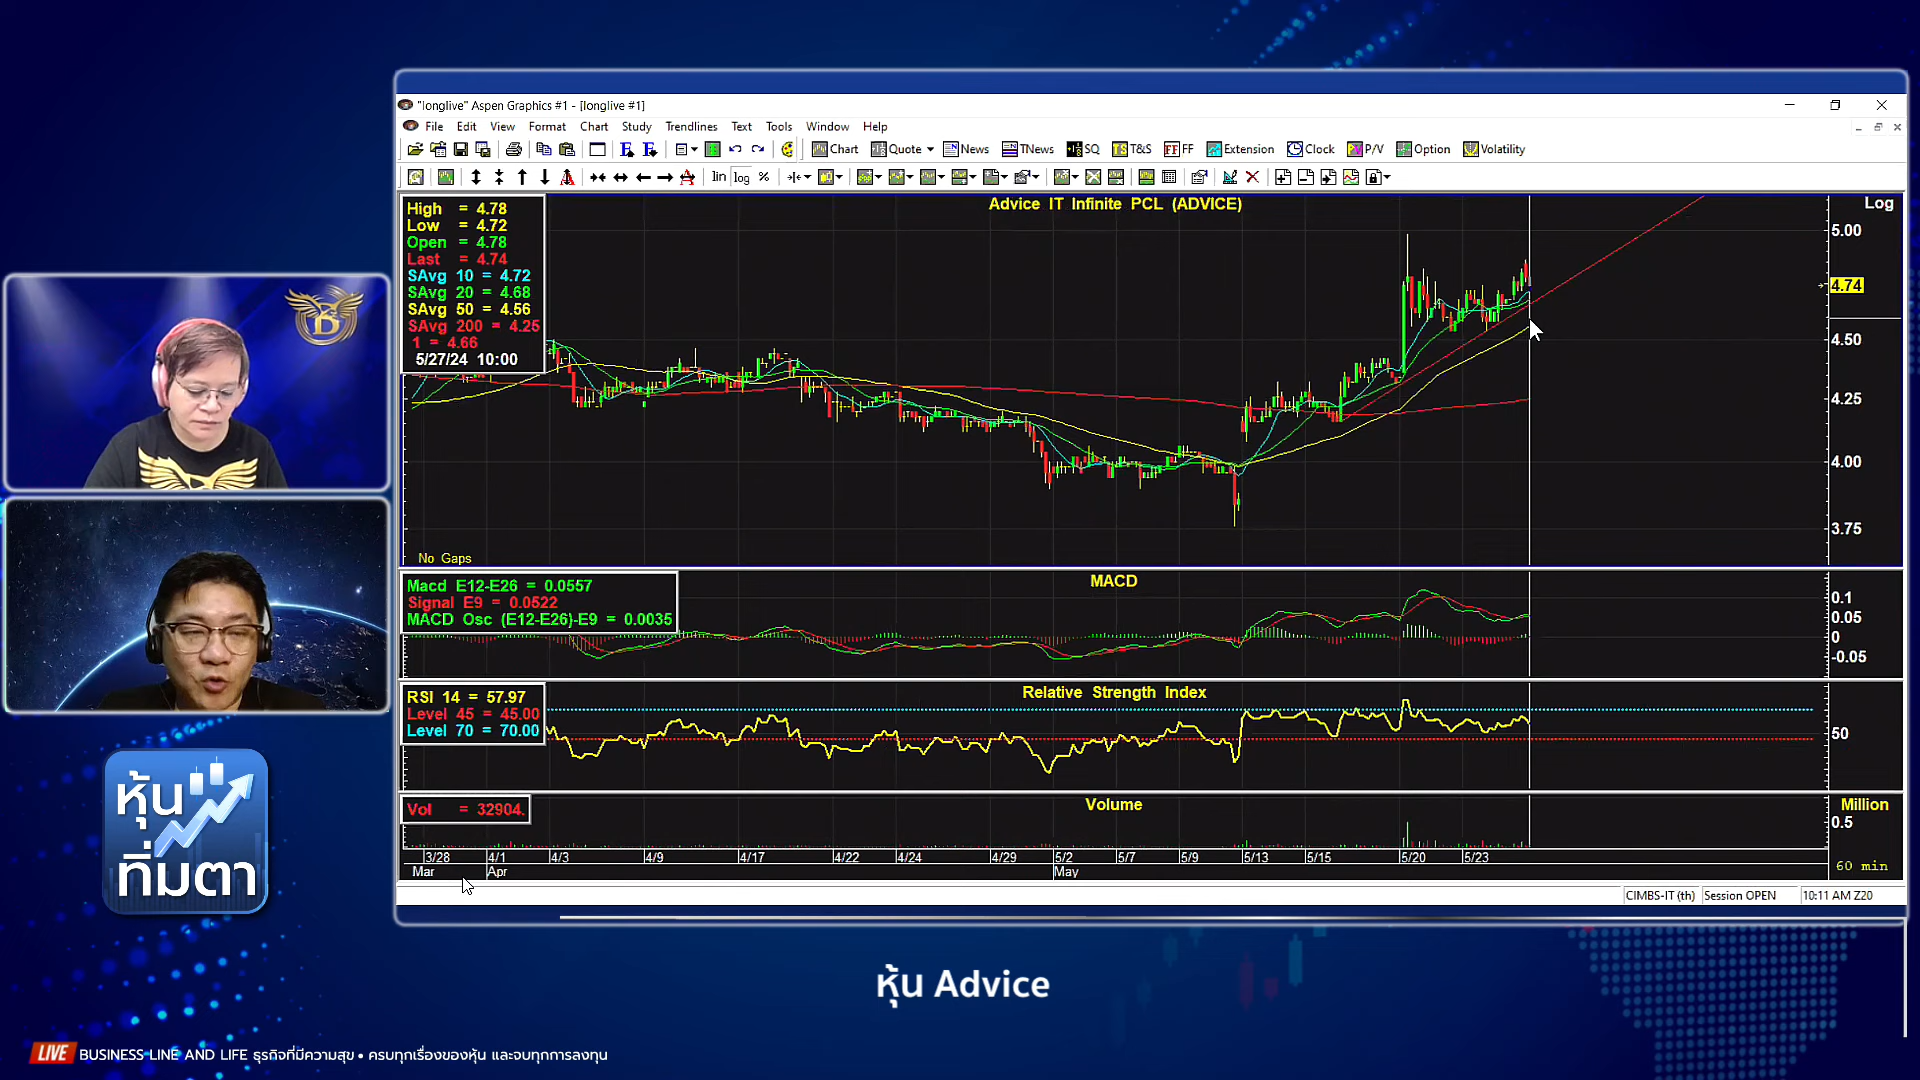 "longlive" Aspen Graphics #1 - [longlive #1]
File Edit View Format Chart Study Trendlines Text Tools Window Help
Chart Quote News TNews SQ T&S FF Extension Clock P/V Option Volatility
lin log %
Advice IT Infinite PCL (ADVICE)
Log
High = 4.78
Low = 4.72
Open = 4.78
Last = 4.74
SAvg 10 = 4.72
SAvg 20 = 4.68
SAvg 50 = 4.56
SAvg 200 = 4.25
1 = 4.66
5/27/24 10:00
5.00
4.74
4.50
4.25
4.00
3.75
No Gaps
MACD
Macd E12-E26 = 0.0557
Signal E9 = 0.0522
MACD Osc (E12-E26)-E9 = 0.0035
0.1
0.05
0
-0.05
Relative Strength Index
RSI 14 = 57.97
Level 45 = 45.00
Level 70 = 70.00
50
Volume
Million
Vol = 32904.
0.5
3/28 4/1 4/3 4/9 4/17 4/22 4/24 4/29 5/2 5/7 5/9 5/13 5/15 5/20 5/23
Mar Apr May
60 min
CIMBS-IT (th) Session OPEN 10:11 AM Z20
หุ้น
ทิ่มตา
หุ้น Advice
LIVE BUSINESS LINE AND LIFE ธุรกิจที่มีความสุข • ครบทุกเรื่องของหุ้น และจบทุกการลงทุน